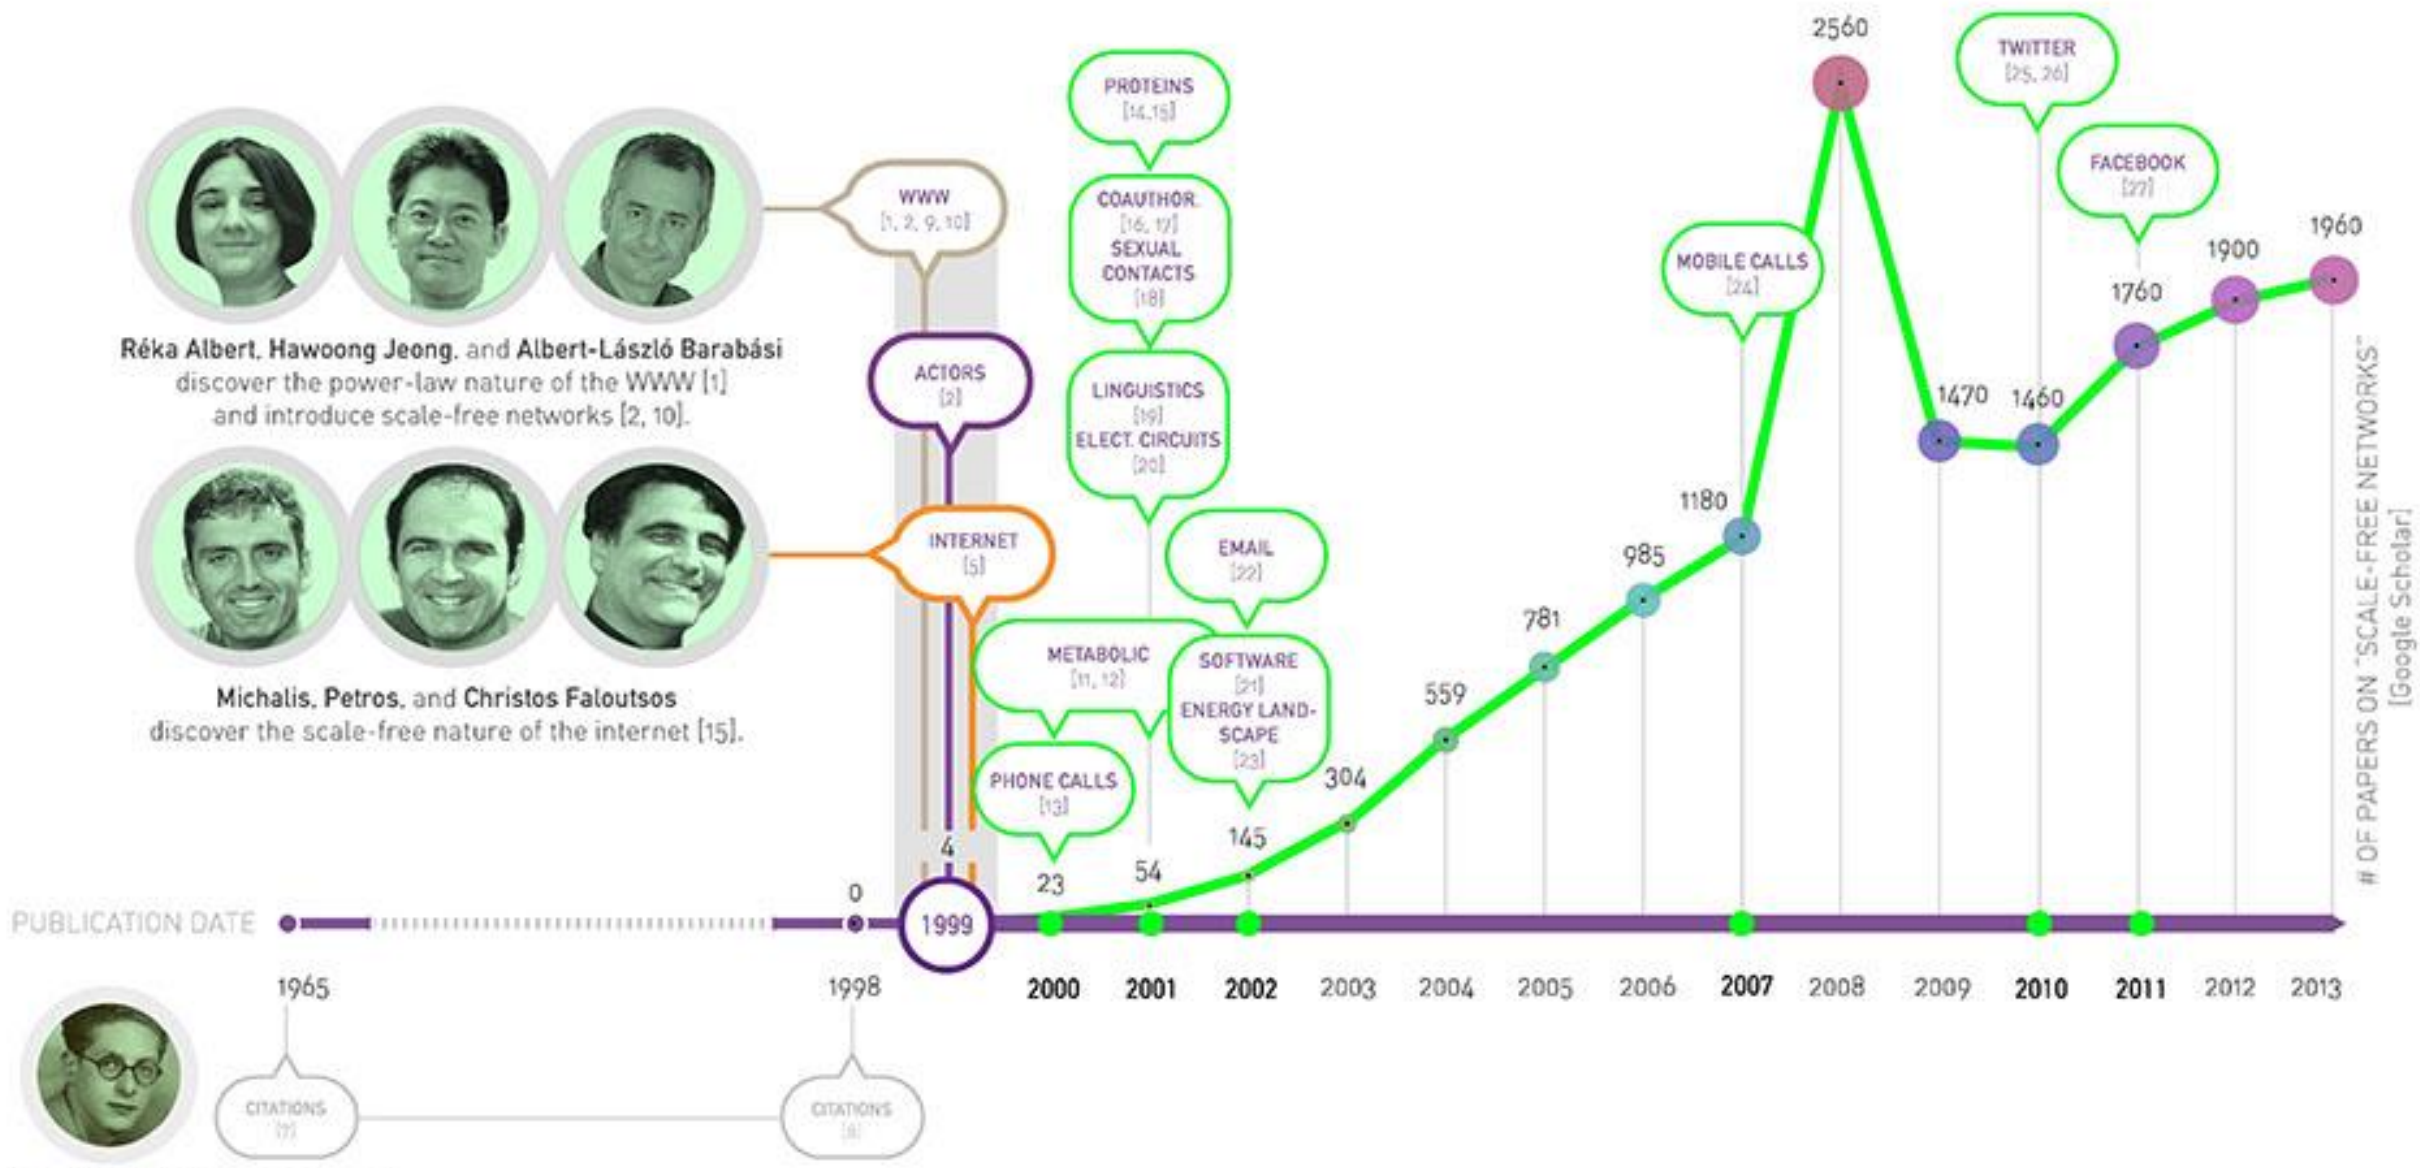 Réka Albert, Hawoong Jeong, and Albert-László Barabási
discover the power-law nature of the WWW [1]
and introduce scale-free networks [2, 10].
Michalis, Petros, and Christos Faloutsos
discover the scale-free nature of the internet [15].
WWW
[1, 2, 9, 10]
ACTORS
[2]
INTERNET
[5]
PROTEINS
[14,15]
COAUTHOR.
[16, 17]
SEXUAL
CONTACTS
[18]
LINGUISTICS
[19]
ELECT. CIRCUITS
[20]
EMAIL
[22]
METABOLIC
[11, 12]
SOFTWARE
[21]
ENERGY LAND-
SCAPE
[23]
PHONE CALLS
[13]
MOBILE CALLS
[24]
TWITTER
[25, 26]
FACEBOOK
[27]
0
4
23
54
145
304
559
781
985
1180
2560
1470
1460
1760
1900
1960
# OF PAPERS ON "SCALE-FREE NETWORKS"
[Google Scholar]
PUBLICATION DATE
1965
1998
1999
2000
2001
2002
2003
2004
2005
2006
2007
2008
2009
2010
2011
2012
2013
CITATIONS
[7]
CITATIONS
[8]